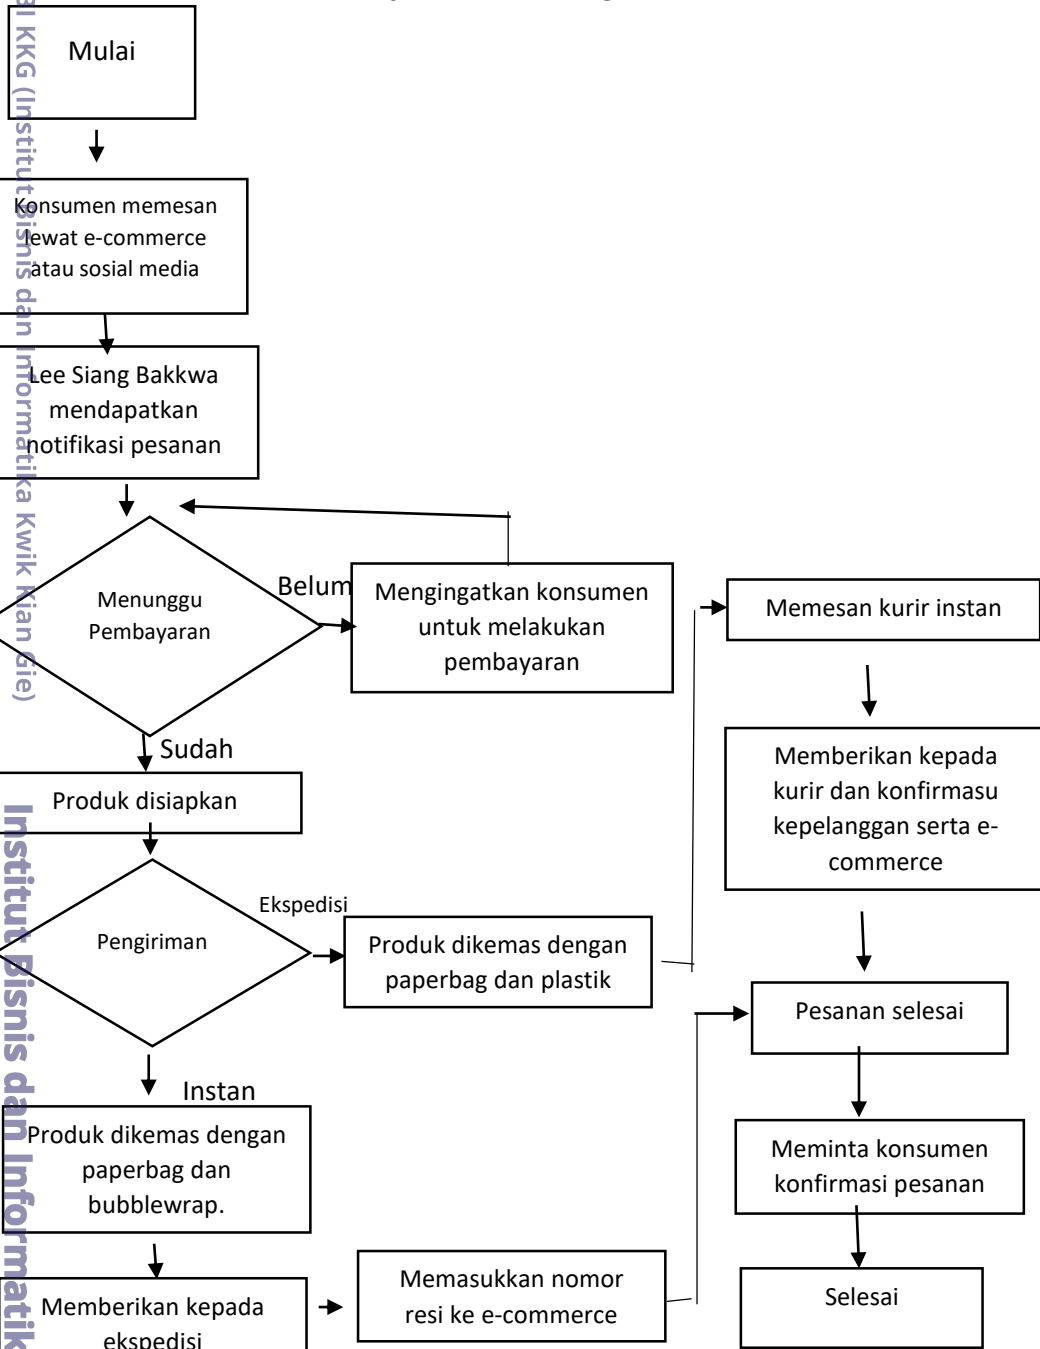 Mulai
Konsumen memesan
lewat e-commerce
atau sosial media
Lee Siang Bakkwa
mendapatkan
notifikasi pesanan
Menunggu
Pembayaran
Belum
Mengingatkan konsumen
untuk melakukan
pembayaran
Sudah
Produk disiapkan
Pengiriman
Ekspedisi
Produk dikemas dengan
paperbag dan plastik
Instan
Produk dikemas dengan
paperbag dan
bubblewrap.
Memberikan kepada
ekspedisi
Memasukkan nomor
resi ke e-commerce
Memesan kurir instan
Memberikan kepada
kurir dan konfirmasu
kepelanggan serta e-
commerce
Pesanan selesai
Meminta konsumen
konfirmasi pesanan
Selesai
KKG (Institut Bisnis dan Informatika Kwik Kian Gie)
Institut Bisnis dan Informatik